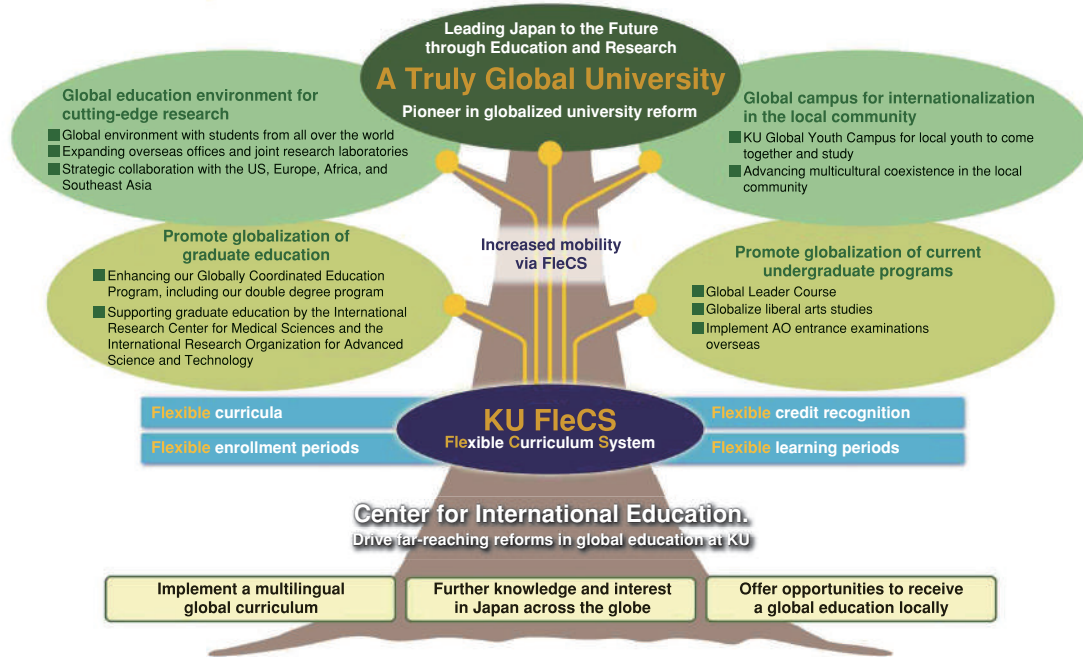 Leading Japan to the Future
through Education and Research
A Truly Global University
Pioneer in globalized university reform
Global education environment for
cutting-edge research
Global environment with students from all over the world
Expanding overseas offices and joint research laboratories
Strategic collaboration with the US, Europe, Africa, and
Southeast Asia
Global campus for internationalization
in the local community
KU Global Youth Campus for local youth to come
together and study
Advancing multicultural coexistence in the local
community
Promote globalization of
graduate education
Enhancing our Globally Coordinated Education
Program, including our double degree program
Supporting graduate education by the International
Research Center for Medical Sciences and the
International Research Organization for Advanced
Science and Technology
Increased mobility
via FleCS
Promote globalization of current
undergraduate programs
Global Leader Course
Globalize liberal arts studies
Implement AO entrance examinations
overseas
Flexible curricula
Flexible enrollment periods
KU FleCS
Flexible Curriculum System
Flexible credit recognition
Flexible learning periods
Center for International Education.
Drive far-reaching reforms in global education at KU
Implement a multilingual
global curriculum
Further knowledge and interest
in Japan across the globe
Offer opportunities to receive
a global education locally